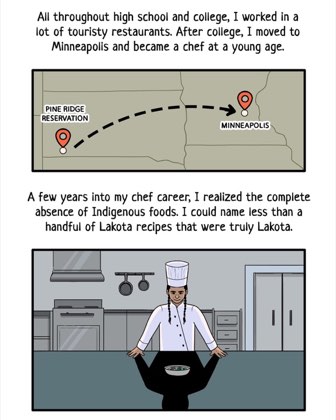 All throughout high school and college, I worked in a
lot of touristy restaurants. After college, I moved to
Minneapolis and became a chef at a young age.
PINE RIDGE
RESERVATION
MINNEAPOLIS
A few years into my chef career, I realized the complete
absence of Indigenous foods. I could name less than a
handful of Lakota recipes that were truly Lakota.